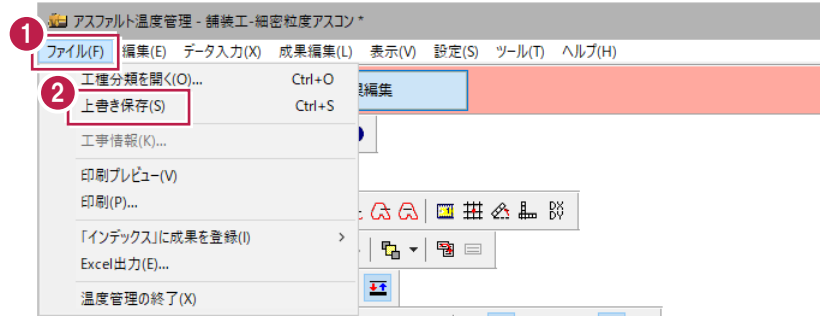 アスファルト温度管理 - 舗装工-細密粒度アスコン *
1
ファイル(F) 編集(E) データ入力(X) 成果編集(L) 表示(V) 設定(S) ツール(T) ヘルプ(H)
工種分類を開く(O)... Ctrl+O
2
上書き保存(S) Ctrl+S
編集
工事情報(K)...
印刷プレビュー(V)
印刷(P)...
「インデックス」に成果を登録(I) >
Excel出力(E)...
温度管理の終了(X)